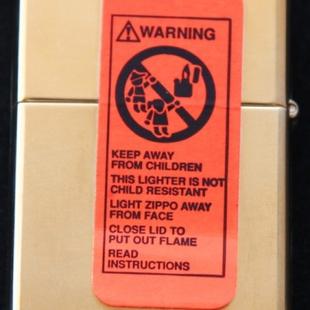 WARNING
KEEP AWAY
FROM CHILDREN
THIS LIGHTER IS NOT
CHILD RESISTANT
LIGHT ZIPPO AWAY
FROM FACE
CLOSE LID TO
PUT OUT FLAME
READ
INSTRUCTIONS